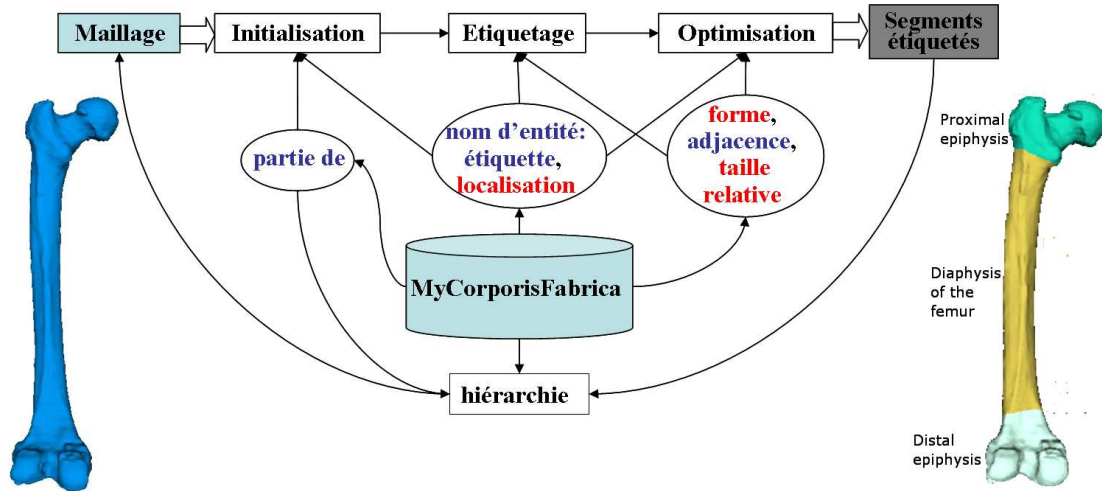 Maillage
Initialisation
Etiquetage
Optimisation
Segments
étiquetés
partie de
nom d'entité:
étiquette,
localisation
forme,
adjacence,
taille
relative
MyCorporisFabrica
hiérarchie
Proximal
epiphysis
Diaphysis
of the
femur
Distal
epiphysis